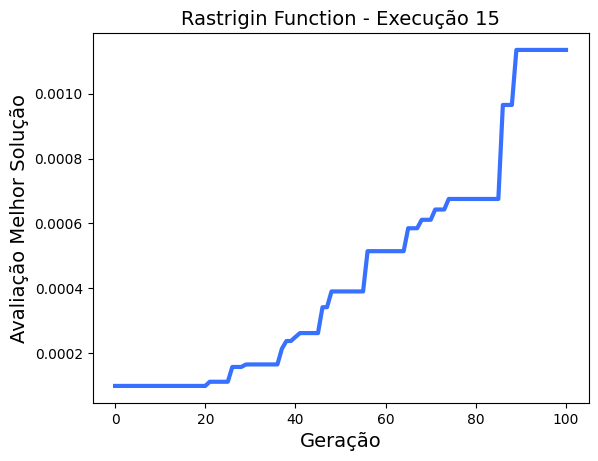 Rastrigin Function - Execução 15
Avaliação Melhor Solução
0.0010
0.0008
0.0006
0.0004
0.0002
0 20 40 60 80 100
Geração